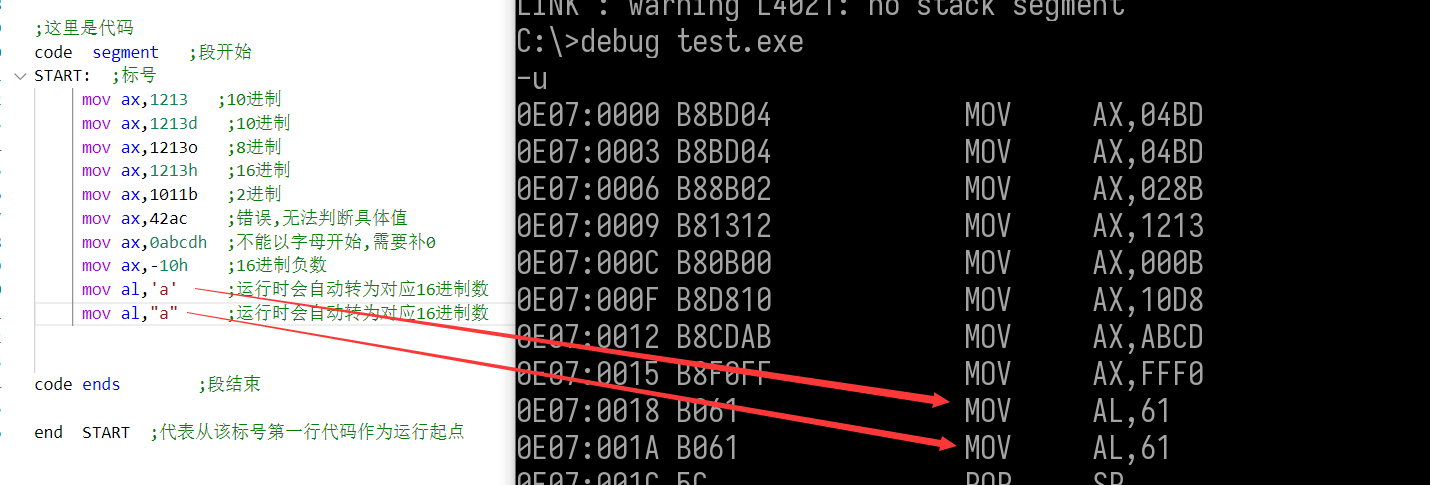 ;这里是代码
code  segment   ;段开始
START:  ;标号
mov ax,1213   ;10进制
mov ax,1213d  ;10进制
mov ax,1213o  ;8进制
mov ax,1213h  ;16进制
mov ax,1011b  ;2进制
mov ax,42ac   ;错误,无法判断具体值
mov ax,0abcdh  ;不能以字母开始,需要补0
mov ax,-10h   ;16进制负数
mov al,'a'     ;运行时会自动转为对应16进制数
mov al,"a"     ;运行时会自动转为对应16进制数
code ends        ;段结束
end  START  ;代表从该标号第一行代码作为运行起点
LINK : warning L4021: no stack segment
C:\>debug test.exe
-u
0E07:0000 B8BD04        MOV     AX,04BD
0E07:0003 B8BD04        MOV     AX,04BD
0E07:0006 B88B02        MOV     AX,028B
0E07:0009 B81312        MOV     AX,1213
0E07:000C B80B00        MOV     AX,000B
0E07:000F B8D810        MOV     AX,10D8
0E07:0012 B8CDAB        MOV     AX,ABCD
0E07:0015 B8F0FF        MOV     AX,FFF0
0E07:0018 B061          MOV     AL,61
0E07:001A B061          MOV     AL,61
0E07:001C 5C            POP     SP